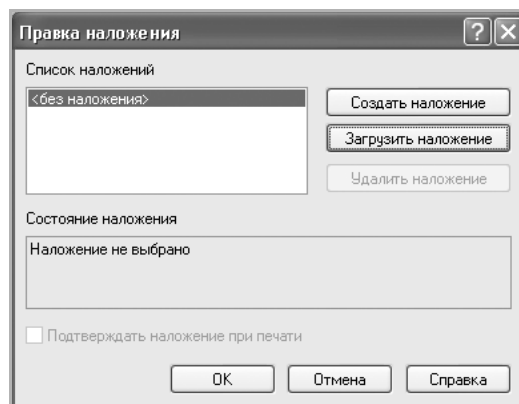 Правка наложения
Список наложений
<без наложения>
Создать наложение
Загрузить наложение
Удалить наложение
Состояние наложения
Наложение не выбрано
Подтверждать наложение при печати
OK
Отмена
Справка